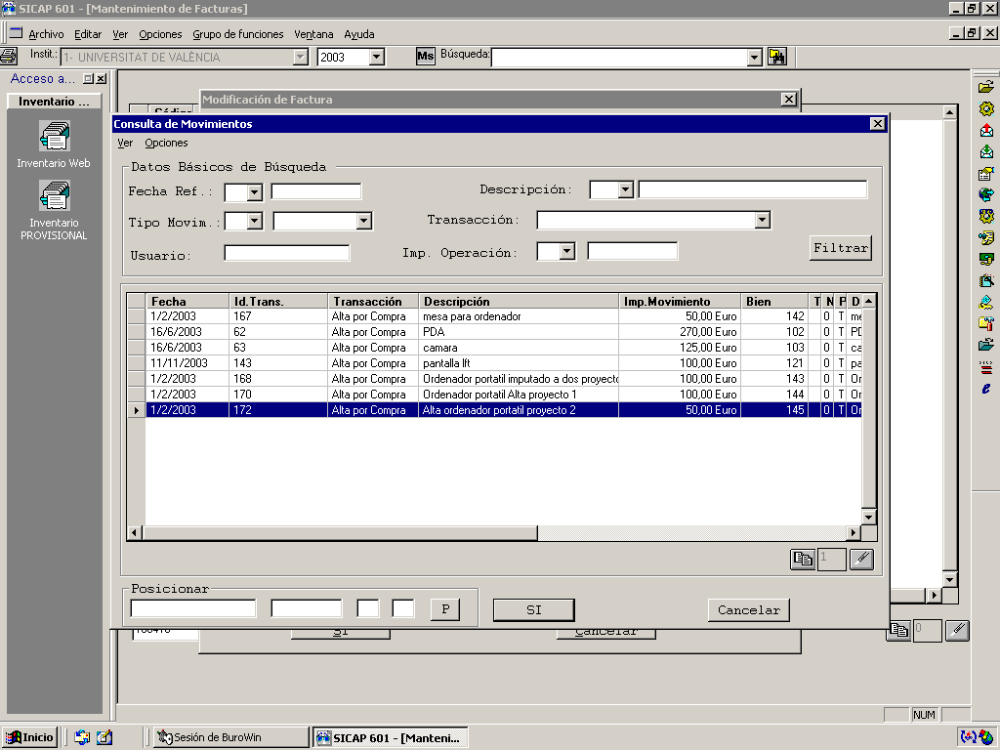 SICAP 601 - [Mantenimiento de Facturas]
Archivo Editar Ver Opciones Grupo de funciones Ventana Ayuda
Instit.: 1- UNIVERSITAT DE VALÈNCIA 2003 Ms Búsqueda:
Acceso a...
Inventario ...
Inventario Web
Inventario
PROVISIONAL
Modificación de Factura
Consulta de Movimientos
Ver Opciones
Datos Básicos de Búsqueda
Fecha Ref.: Descripción:
Tipo Movim.: Transacción:
Usuario: Imp. Operación: Filtrar
Fecha Id.Trans. Transacción Descripción Imp.Movimiento Bien T N P D
1/2/2003 167 Alta por Compra mesa para ordenador 50,00 Euro 142 0 T me
16/6/2003 62 Alta por Compra PDA 270,00 Euro 102 0 T PD
16/6/2003 63 Alta por Compra camara 125,00 Euro 103 0 T ca
11/11/2003 143 Alta por Compra pantalla lft 100,00 Euro 121 0 T pa
1/2/2003 168 Alta por Compra Ordenador portatil imputado a dos proyecto 100,00 Euro 143 0 T Or
1/2/2003 170 Alta por Compra Ordenador portatil Alta proyecto 1 100,00 Euro 144 0 T Or
1/2/2003 172 Alta por Compra Alta ordenador portatil proyecto 2 50,00 Euro 145 0 T Or
1
Posicionar
P SI Cancelar
SI Cancelar 0
NUM
Inicio Sesión de BuroWin SICAP 601 - [Manteni...